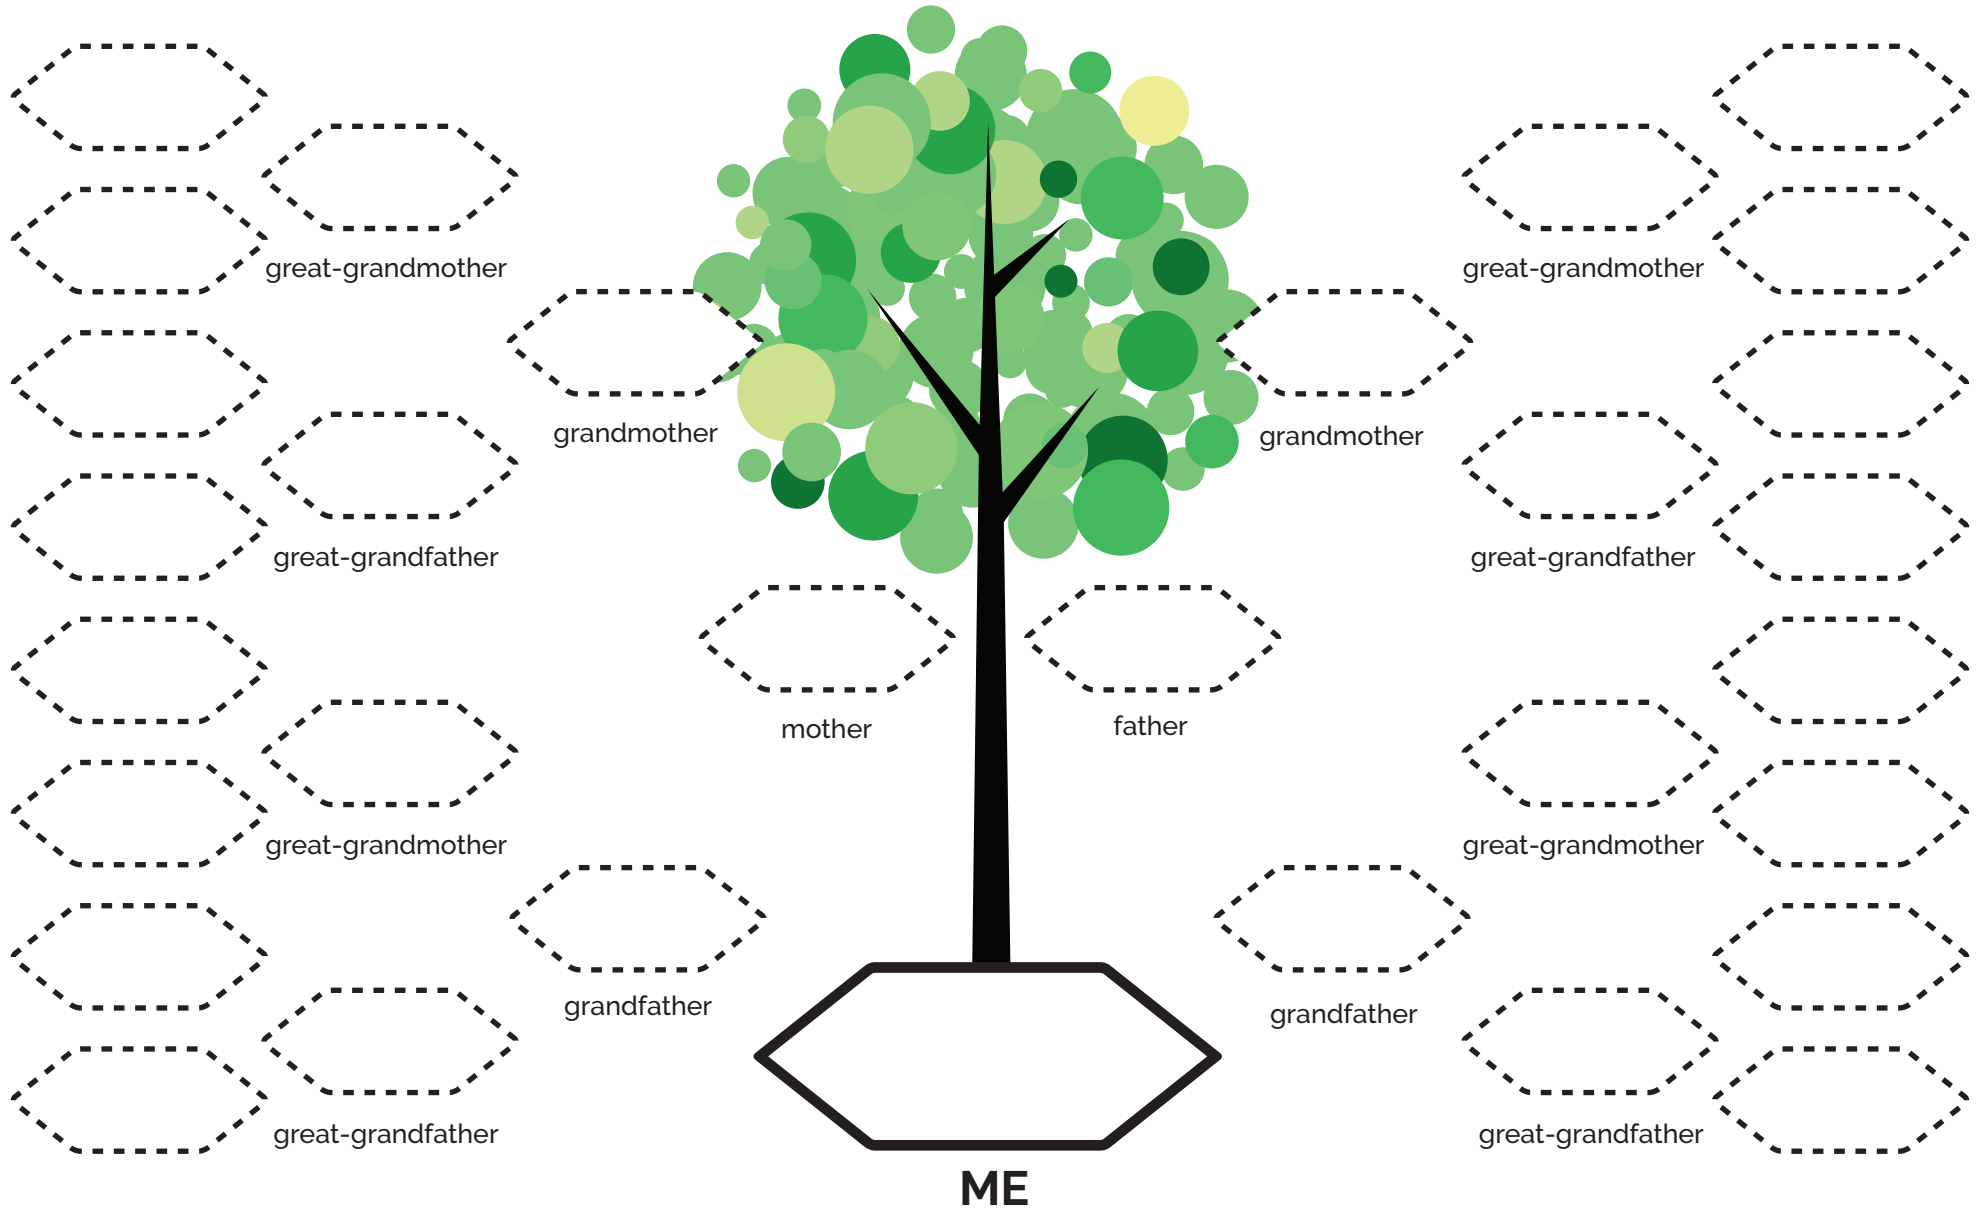 great-grandmother
great-grandmother
grandmother
grandmother
great-grandfather
great-grandfather
mother
father
great-grandmother
great-grandmother
grandfather
grandfather
great-grandfather
great-grandfather
ME